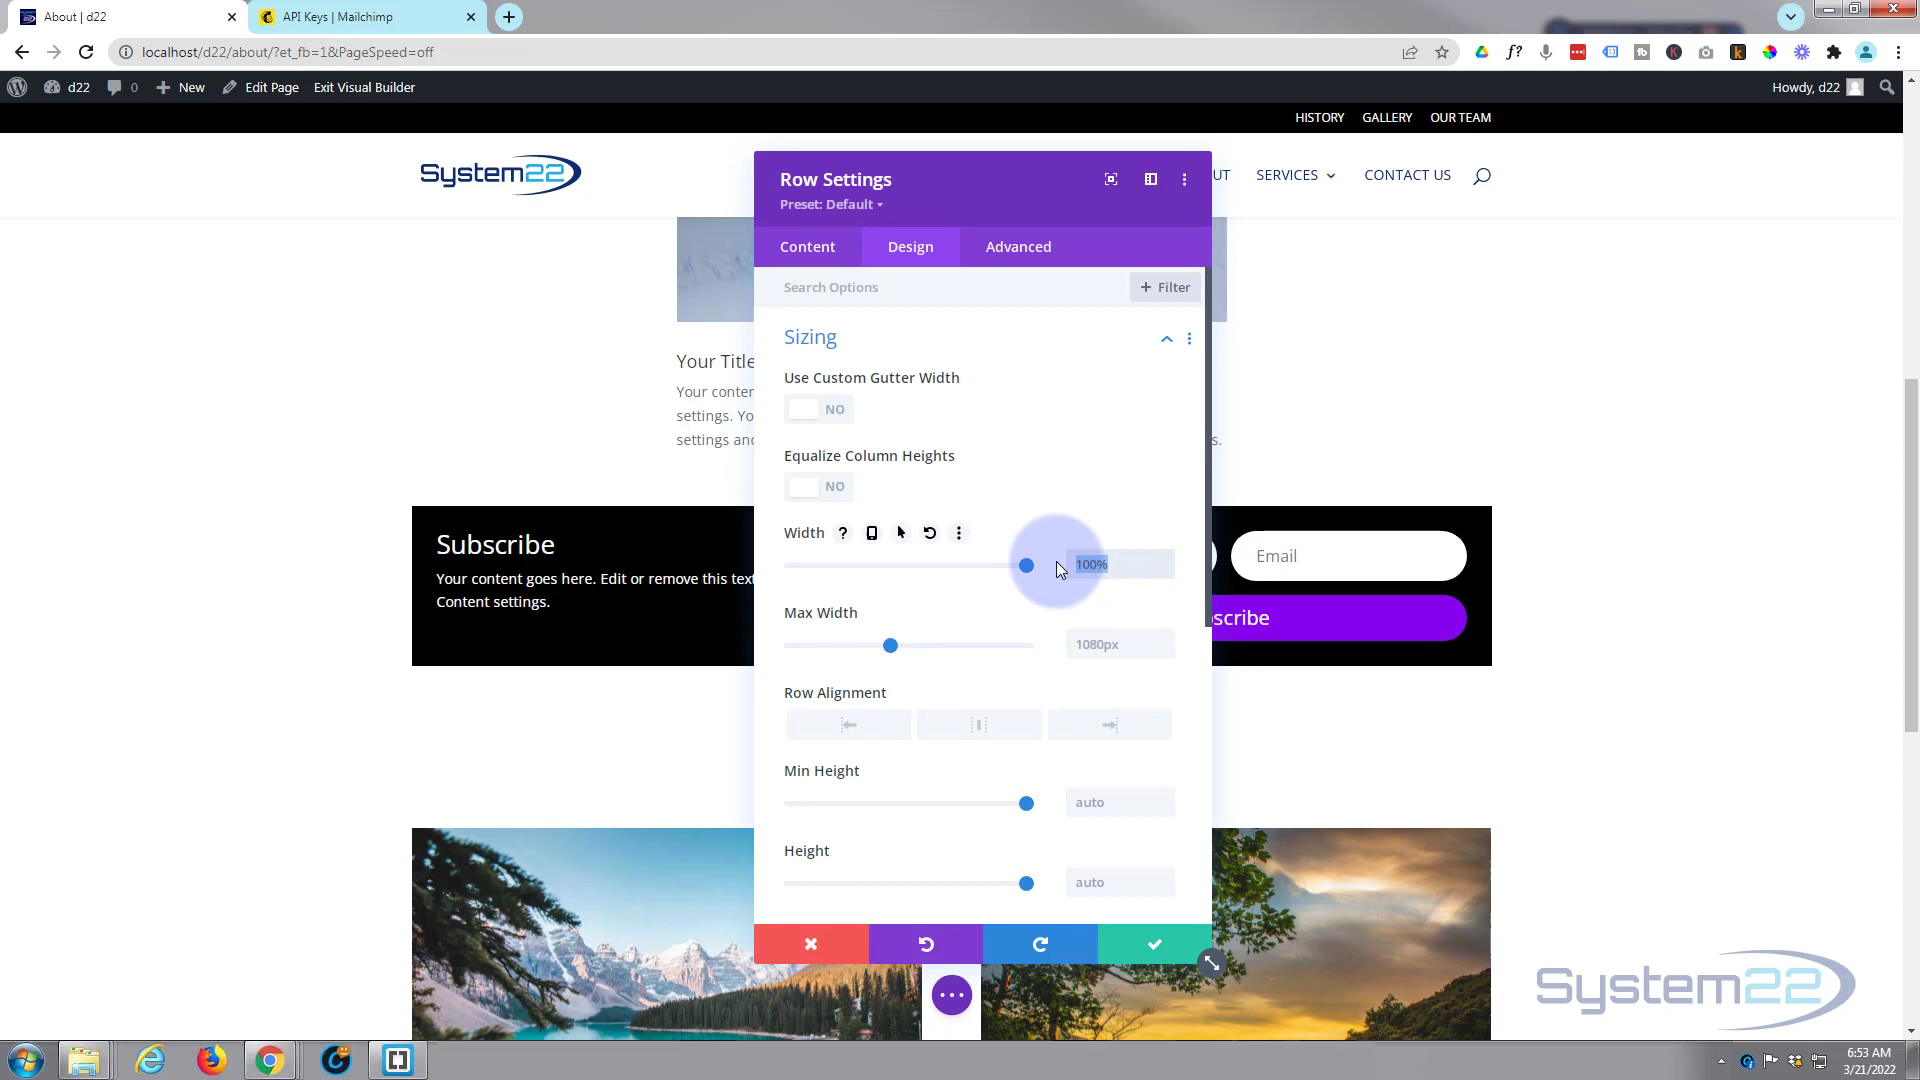 About | d22
API Keys | Mailchimp
localhost/d22/about/?et_fb=1&PageSpeed=off
d22
0
New
Edit Page
Exit Visual Builder
Howdy, d22
HISTORY
GALLERY
OUR TEAM
System22
UT
SERVICES
CONTACT US
Row Settings
Preset: Default
Content
Design
Advanced
Search Options
+ Filter
Sizing
Use Custom Gutter Width
NO
Equalize Column Heights
NO
Width
100%
Max Width
1080px
Row Alignment
Min Height
auto
Height
auto
Your Title
Your conten
settings. Yo
settings and
s.
Subscribe
Your content goes here. Edit or remove this text
Content settings.
Email
scribe
System22
6:53 AM
3/21/2022